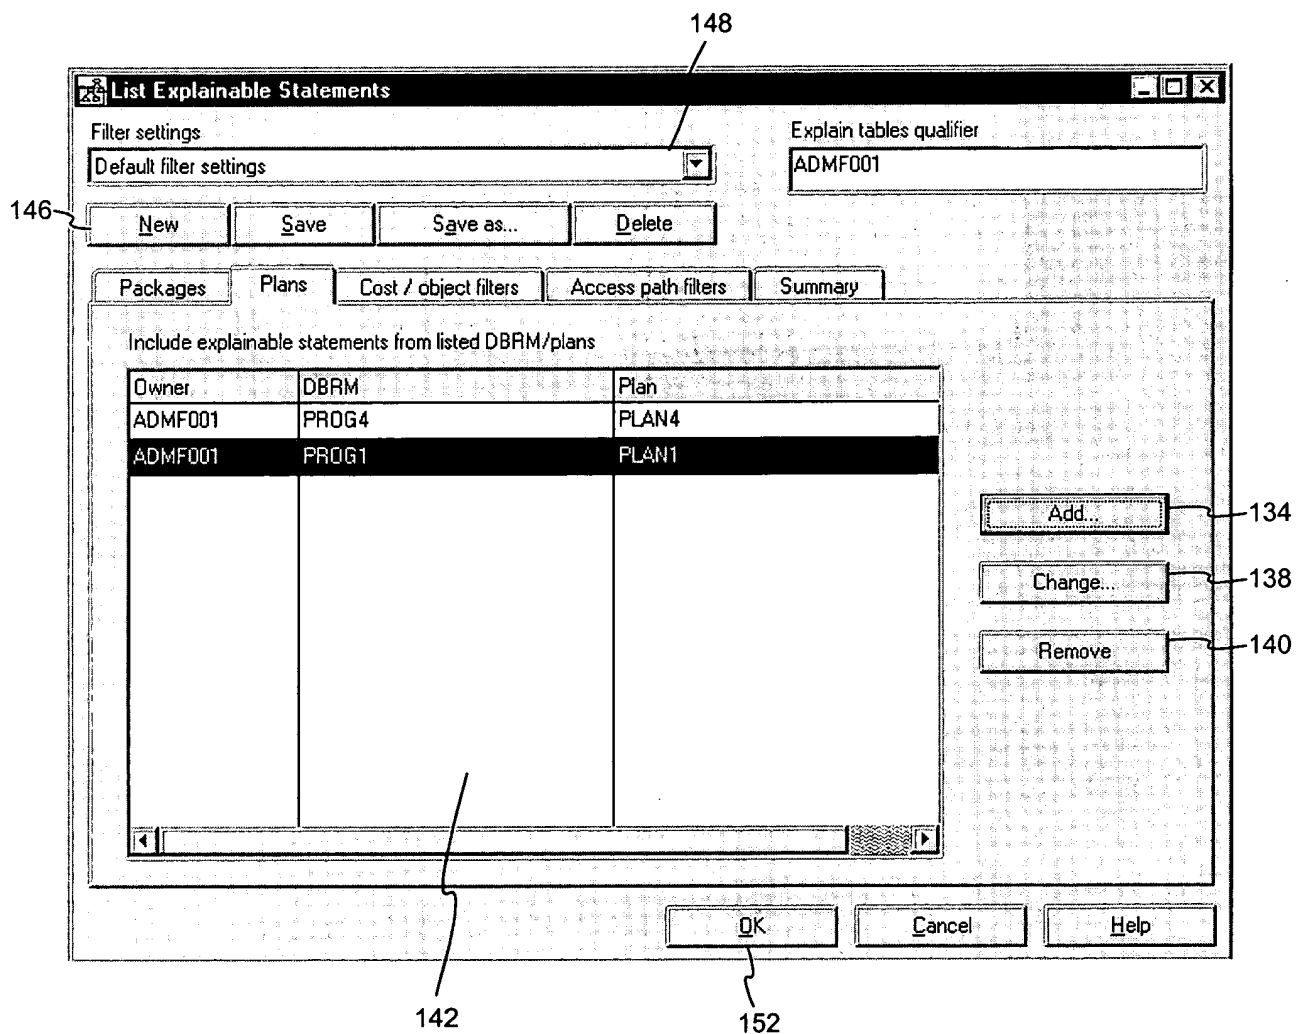 148
List Explainable Statements
Filter settings
Explain tables qualifier
Default filter settings
ADMF001
146
New Save Save as... Delete
Packages Plans Cost / object filters Access path filters Summary
Include explainable statements from listed DBRM/plans
Owner DBRM Plan
ADMF001 PROG4 PLAN4
ADMF001 PROG1 PLAN1
Add... 134
Change... 138
Remove 140
OK Cancel Help
142 152